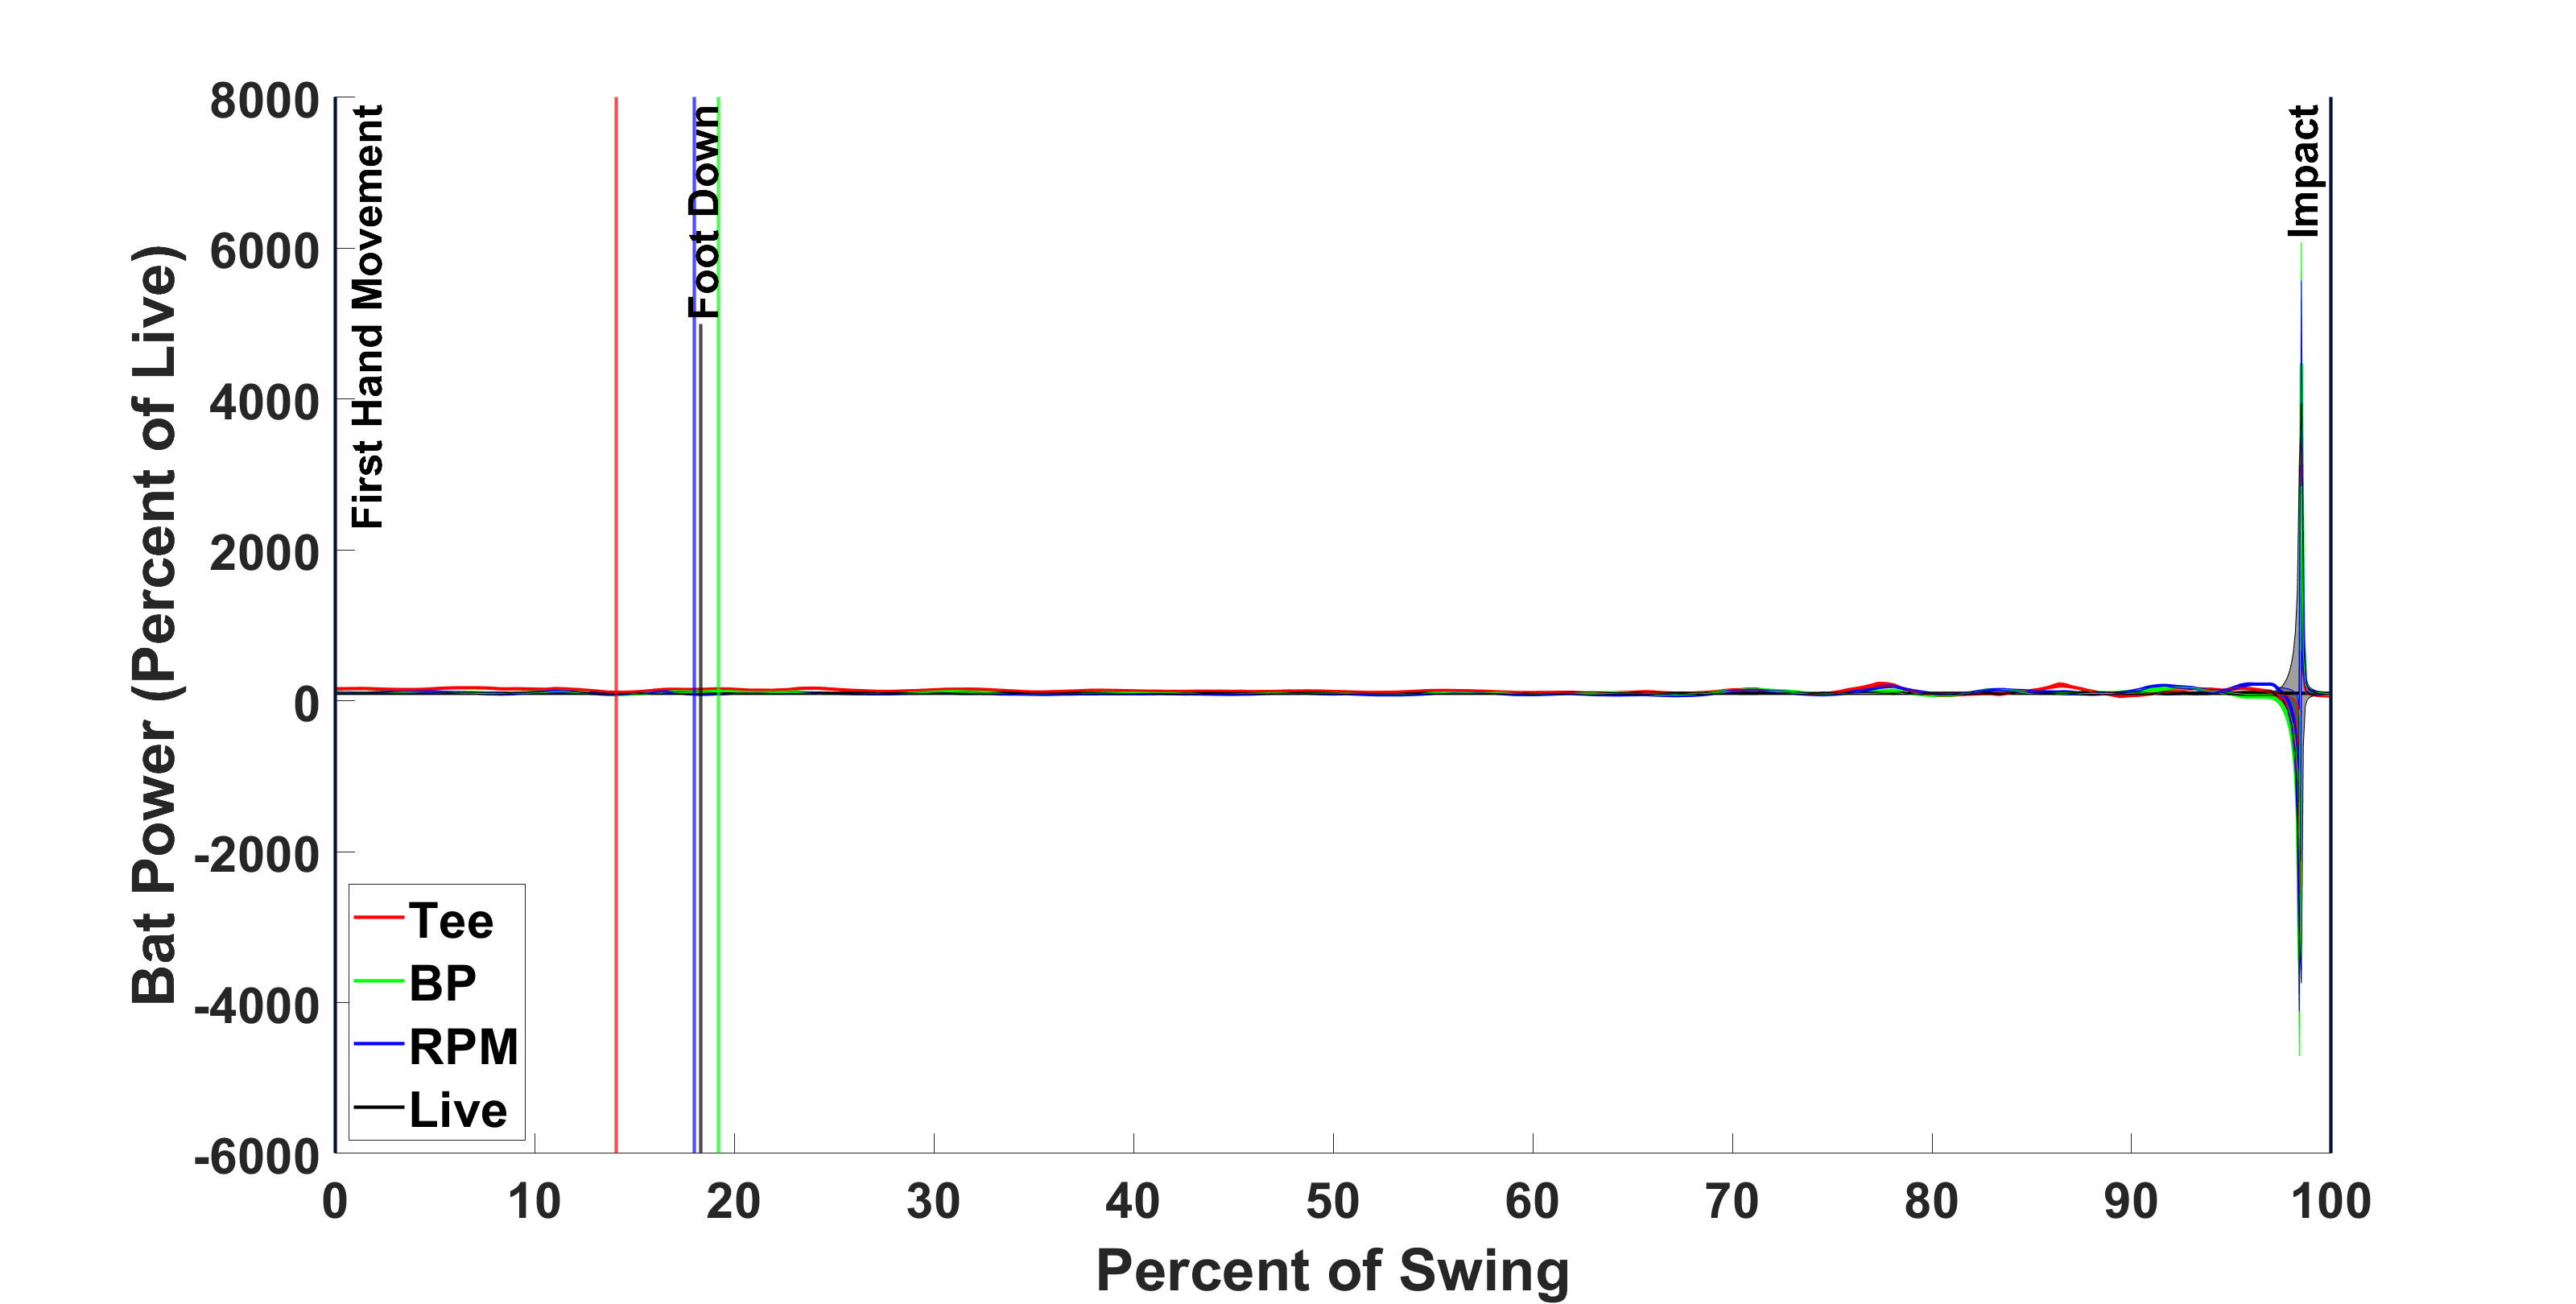 Bat Power (Percent of Live)
8000
6000
4000
2000
0
-2000
-4000
-6000
First Hand Movement
Foot Down
Impact
Tee
BP
RPM
Live
0 10 20 30 40 50 60 70 80 90 100
Percent of Swing